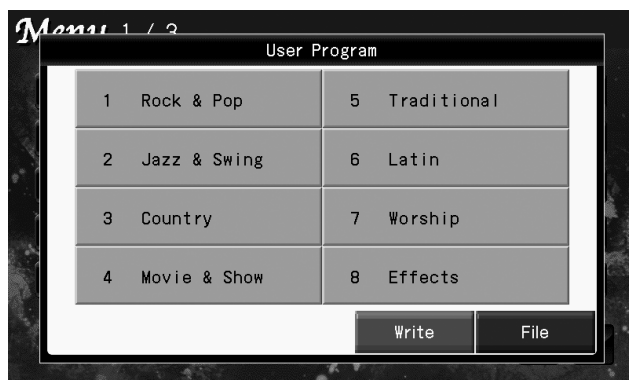 Menu 1 / 3
User Program
1 Rock & Pop
5 Traditional
2 Jazz & Swing
6 Latin
3 Country
7 Worship
4 Movie & Show
8 Effects
Write
File